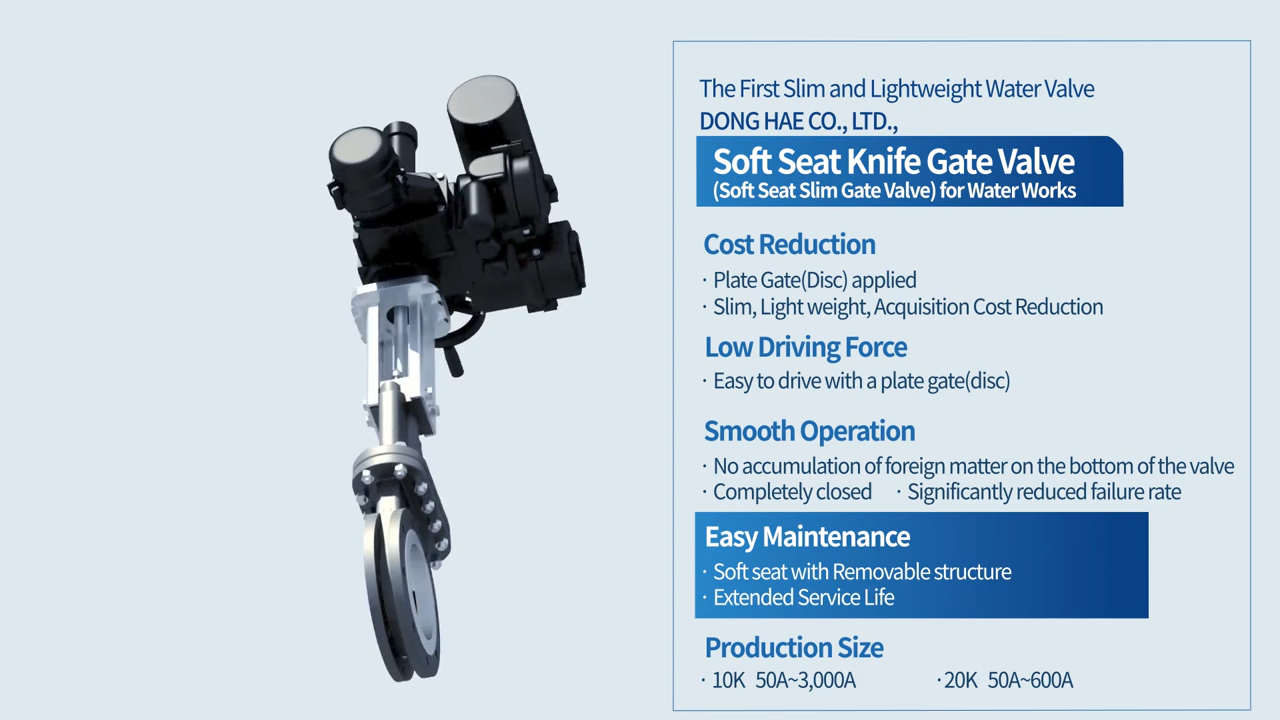 The First Slim and Lightweight Water Valve
DONG HAE CO., LTD.,
Soft Seat Knife Gate Valve
(Soft Seat Slim Gate Valve) for Water Works
Cost Reduction
· Plate Gate(Disc) applied
· Slim, Light weight, Acquisition Cost Reduction
Low Driving Force
· Easy to drive with a plate gate(disc)
Smooth Operation
· No accumulation of foreign matter on the bottom of the valve
· Completely closed · Significantly reduced failure rate
Easy Maintenance
· Soft seat with Removable structure
· Extended Service Life
Production Size
· 10K 50A~3,000A · 20K 50A~600A